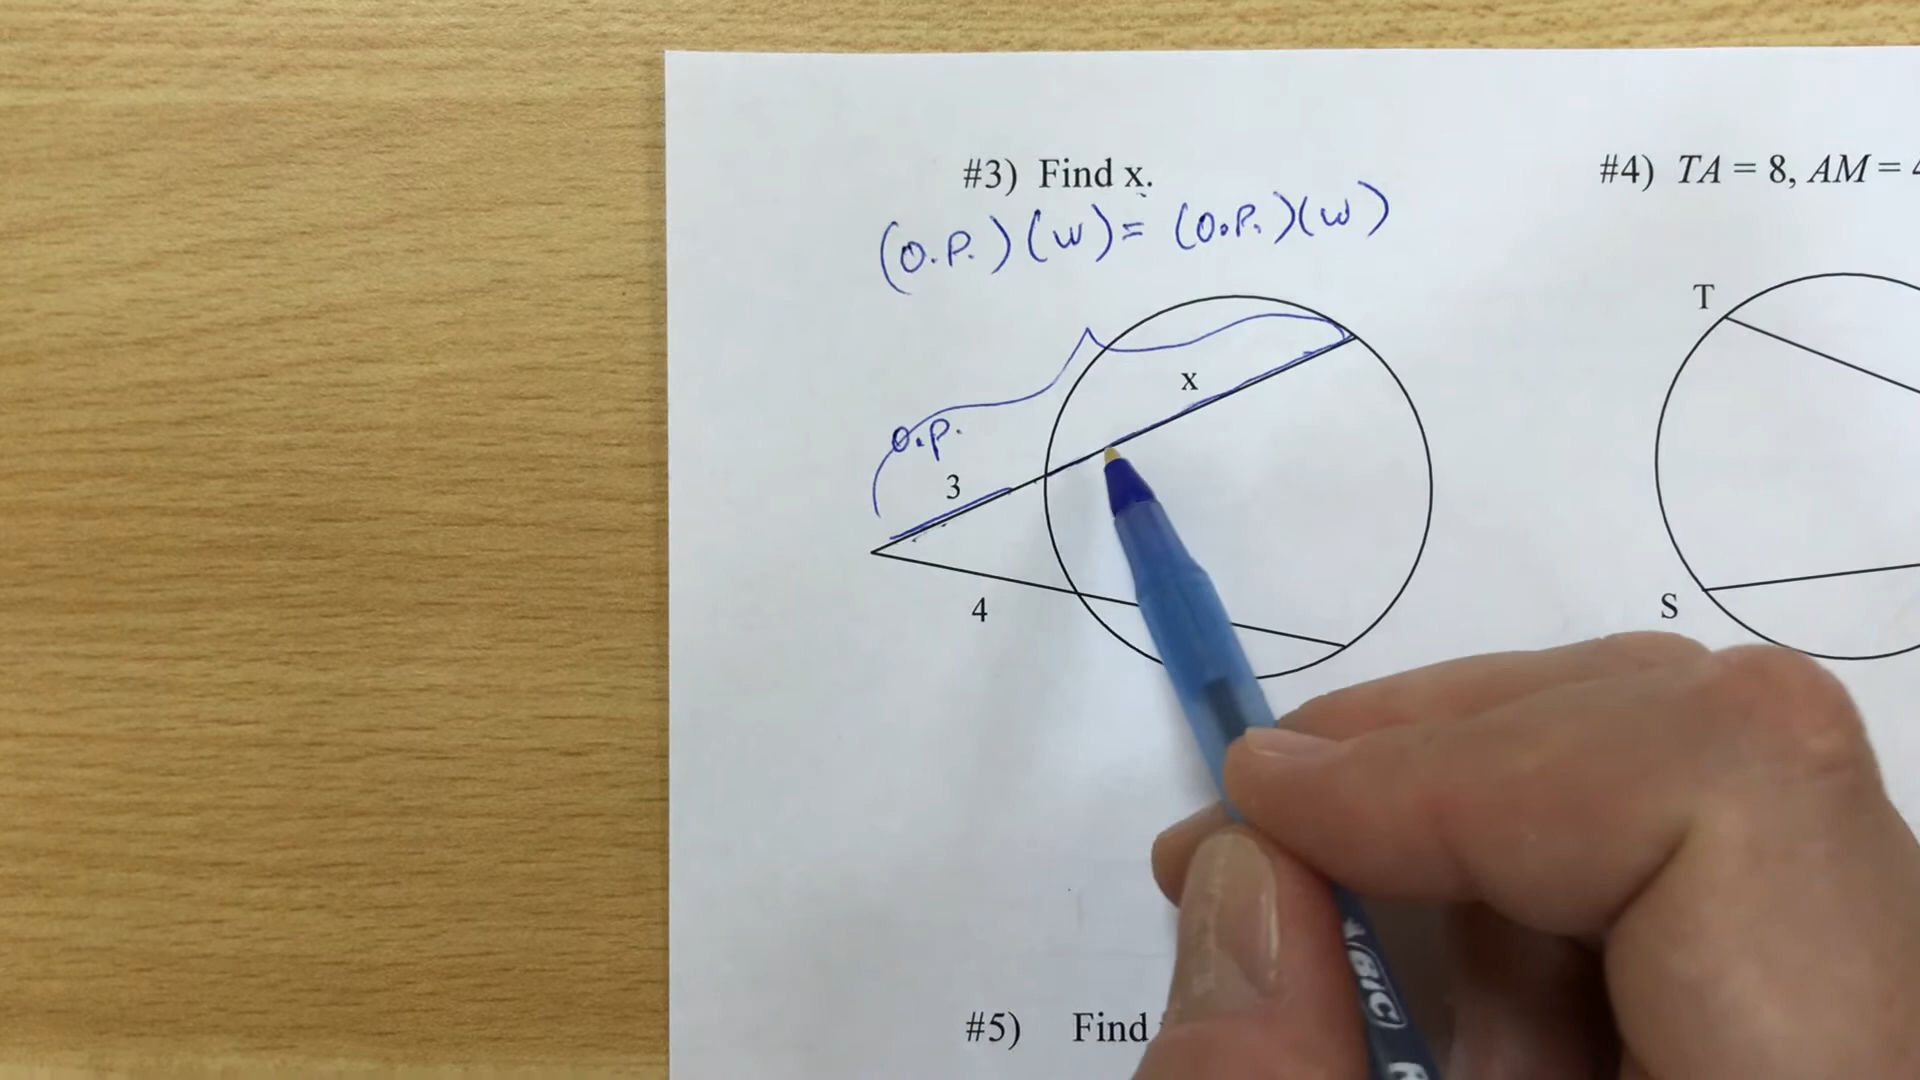 #3) Find x.
(O.P.)(W) = (O.P.)(W)
#4) TA = 8, AM =
T
x
O.P.
3
4
S
#5) Find
BIC